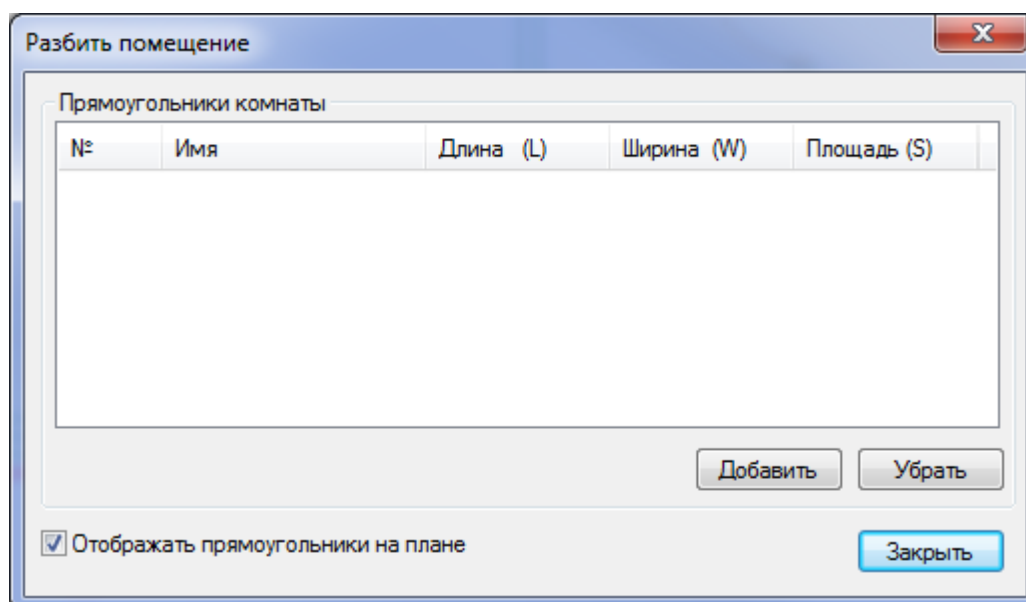 Разбить помещение
Прямоугольники комнаты
№ Имя Длина (L) Ширина (W) Площадь (S)
Добавить Убрать
Отображать прямоугольники на плане
Закрыть